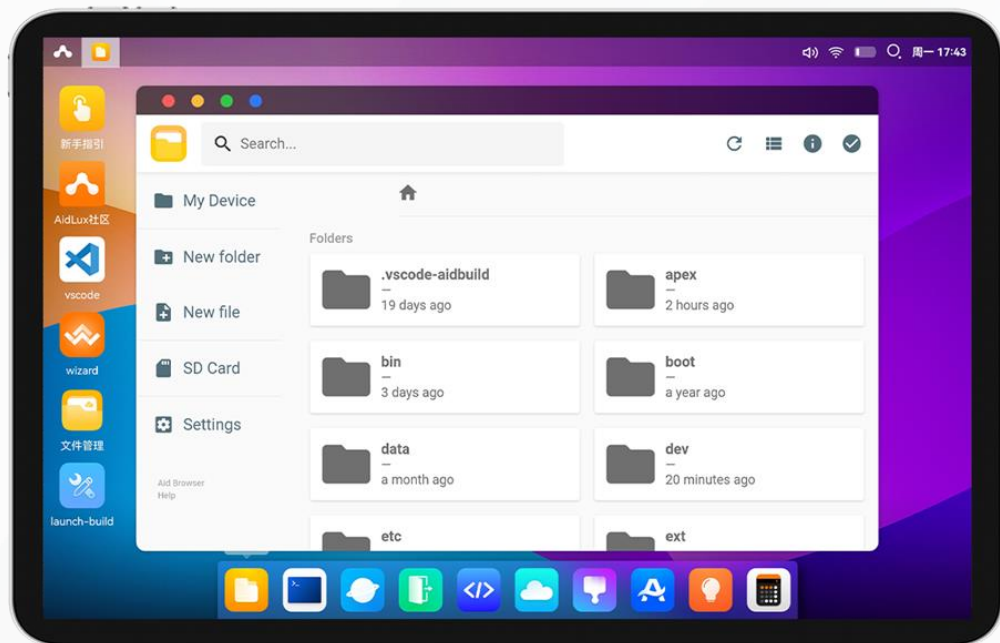 周一 17:43
新手指引
AidLux社区
vscode
wizard
文件管理
launch-build
Search...
My Device
New folder
New file
SD Card
Settings
Aid Browser
Help
Folders
.vscode-aidbuild
—
19 days ago
apex
—
2 hours ago
bin
—
3 days ago
boot
—
a year ago
data
—
a month ago
dev
—
20 minutes ago
etc
ext